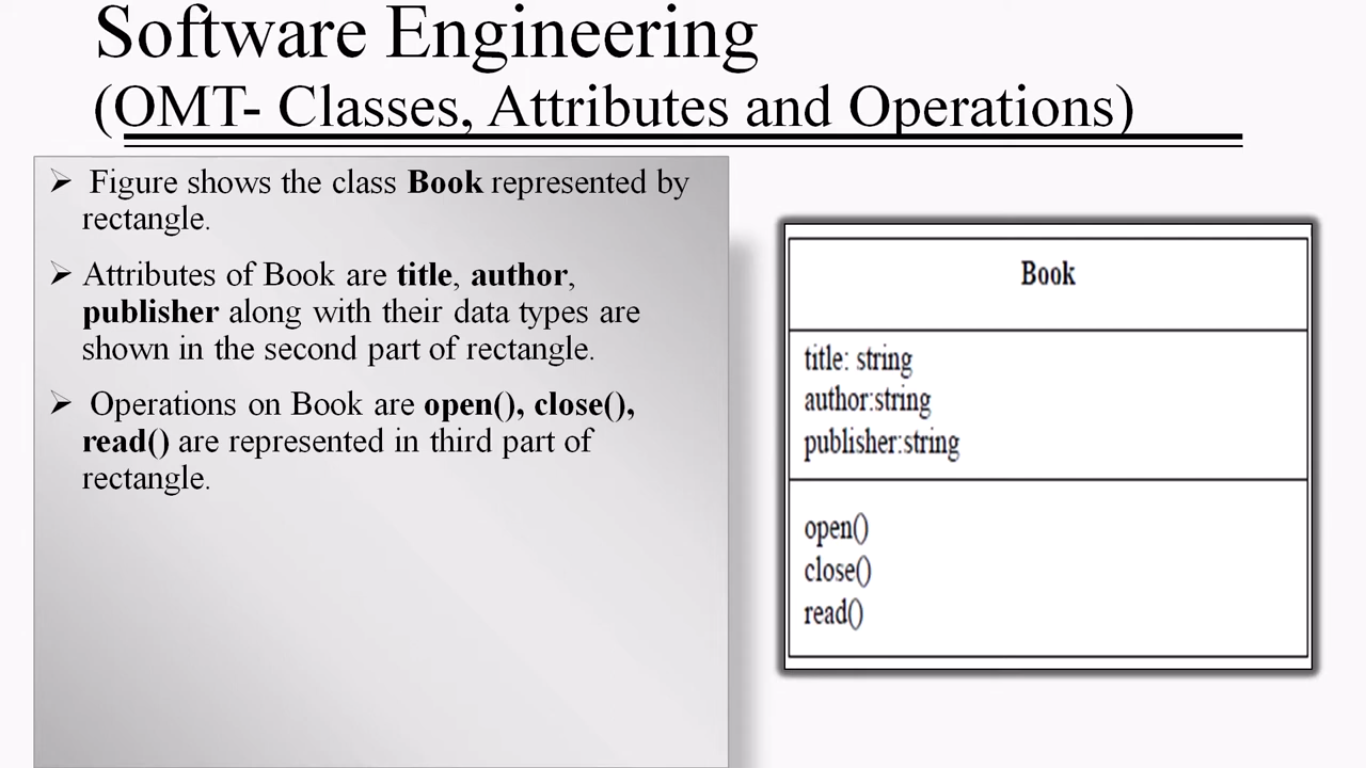 Software Engineering
(OMT- Classes, Attributes and Operations)
Figure shows the class Book represented by
rectangle.
Attributes of Book are title, author,
publisher along with their data types are
shown in the second part of rectangle.
Operations on Book are open(), close(),
read() are represented in third part of
rectangle.
Book
title: string
author:string
publisher:string
open()
close()
read()